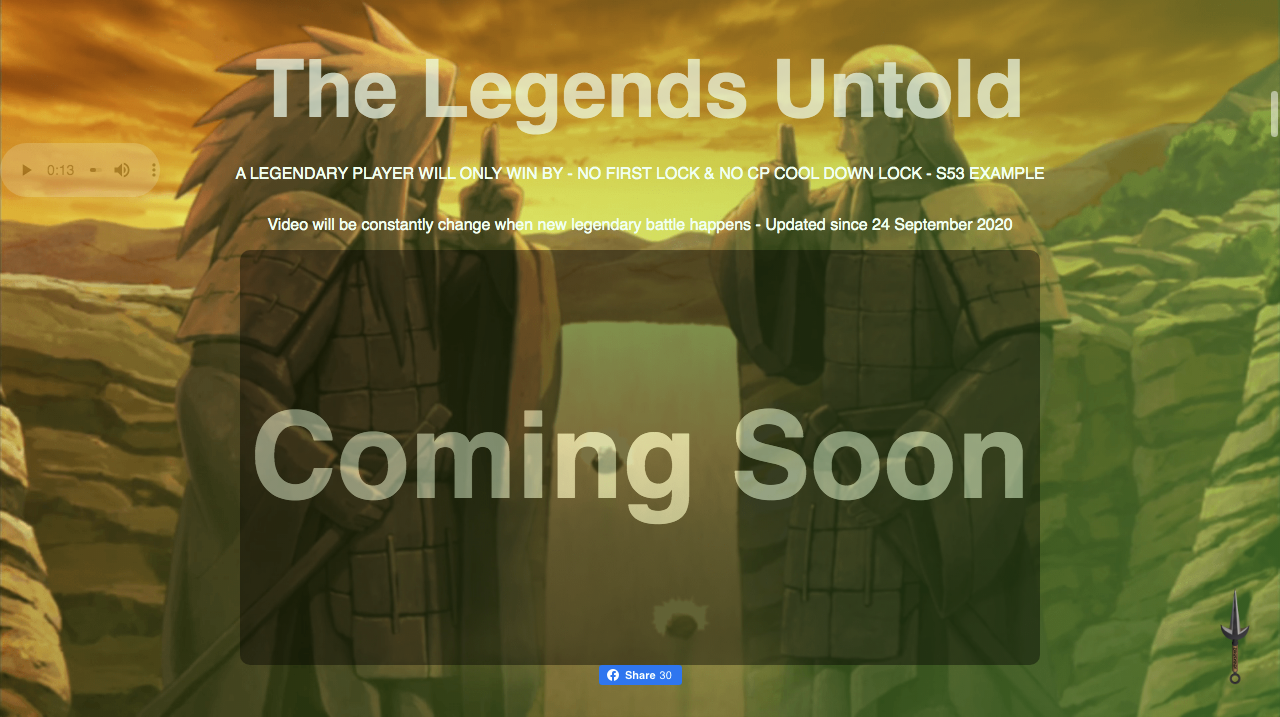 The Legends Untold
0:13
A LEGENDARY PLAYER WILL ONLY WIN BY - NO FIRST LOCK & NO CP COOL DOWN LOCK - S53 EXAMPLE
Video will be constantly change when new legendary battle happens - Updated since 24 September 2020
Coming Soon
Share 30